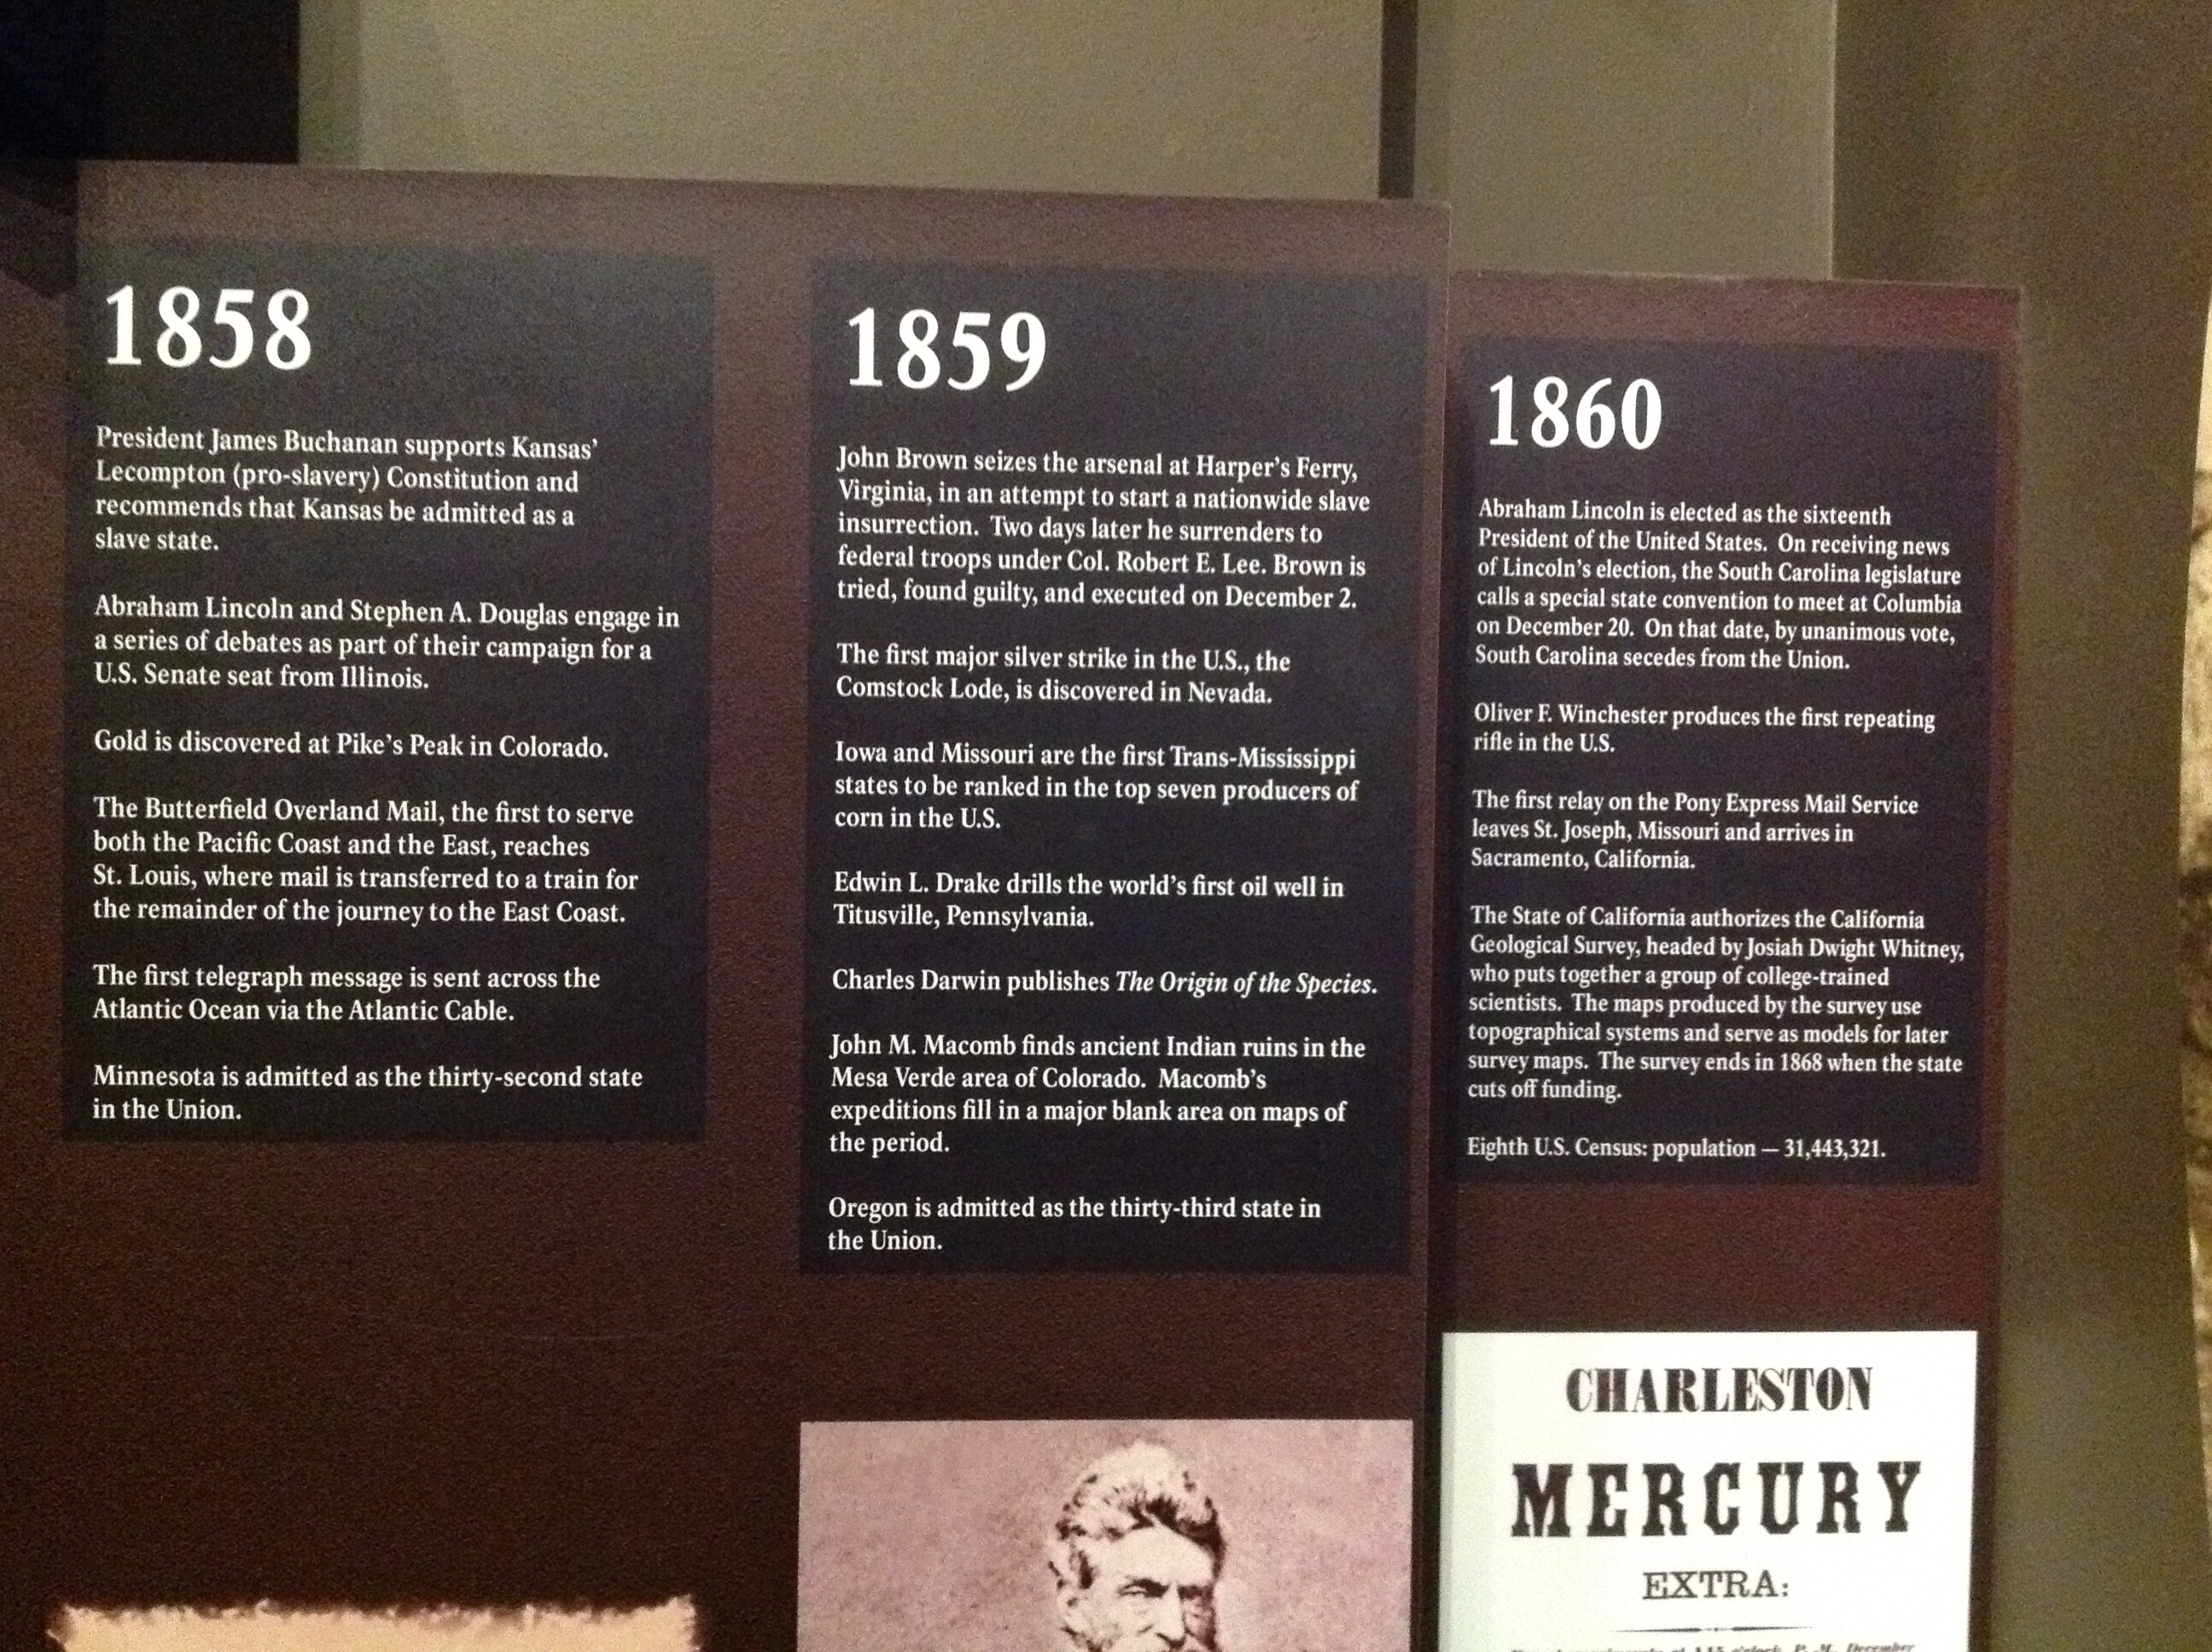 1858
President James Buchanan supports Kansas’
Lecompton (pro-slavery) Constitution and
recommends that Kansas be admitted as a
slave state.
Abraham Lincoln and Stephen A. Douglas engage in
a series of debates as part of their campaign for a
U.S. Senate seat from Illinois.
Gold is discovered at Pike’s Peak in Colorado.
The Butterfield Overland Mail, the first to serve
both the Pacific Coast and the East, reaches
St. Louis, where mail is transferred to a train for
the remainder of the journey to the East Coast.
The first telegraph message is sent across the
Atlantic Ocean via the Atlantic Cable.
Minnesota is admitted as the thirty-second state
in the Union.
1859
John Brown seizes the arsenal at Harper’s Ferry,
Virginia, in an attempt to start a nationwide slave
insurrection. Two days later he surrenders to
federal troops under Col. Robert E. Lee. Brown is
tried, found guilty, and executed on December 2.
The first major silver strike in the U.S., the
Comstock Lode, is discovered in Nevada.
Iowa and Missouri are the first Trans-Mississippi
states to be ranked in the top seven producers of
corn in the U.S.
Edwin L. Drake drills the world’s first oil well in
Titusville, Pennsylvania.
Charles Darwin publishes The Origin of the Species.
John M. Macomb finds ancient Indian ruins in the
Mesa Verde area of Colorado. Macomb’s
expeditions fill in a major blank area on maps of
the period.
Oregon is admitted as the thirty-third state in
the Union.
1860
Abraham Lincoln is elected as the sixteenth
President of the United States. On receiving news
of Lincoln’s election, the South Carolina legislature
calls a special state convention to meet at Columbia
on December 20. On that date, by unanimous vote,
South Carolina secedes from the Union.
Oliver F. Winchester produces the first repeating
rifle in the U.S.
The first relay on the Pony Express Mail Service
leaves St. Joseph, Missouri and arrives in
Sacramento, California.
The State of California authorizes the California
Geological Survey, headed by Josiah Dwight Whitney,
who puts together a group of college-trained
scientists. The maps produced by the survey use
topographical systems and serve as models for later
survey maps. The survey ends in 1868 when the state
cuts off funding.
Eighth U.S. Census: population — 31,443,321.
CHARLESTON
MERCURY
EXTRA: